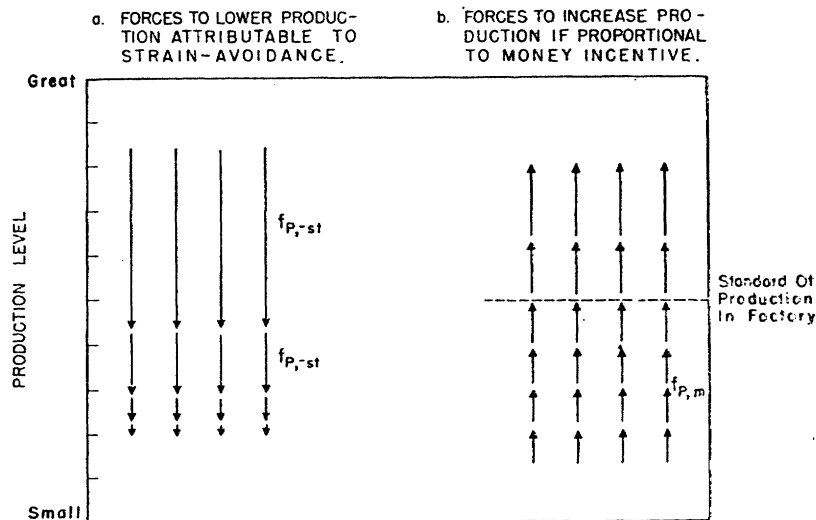 a. FORCES TO LOWER PRODUC-
TION ATTRIBUTABLE TO
STRAIN-AVOIDANCE.
b. FORCES TO INCREASE PRO-
DUCTION IF PROPORTIONAL
TO MONEY INCENTIVE.
Great
PRODUCTION LEVEL
fP,-st
fP,-st
Standard Of
Production
In Factory
fP,m
Small